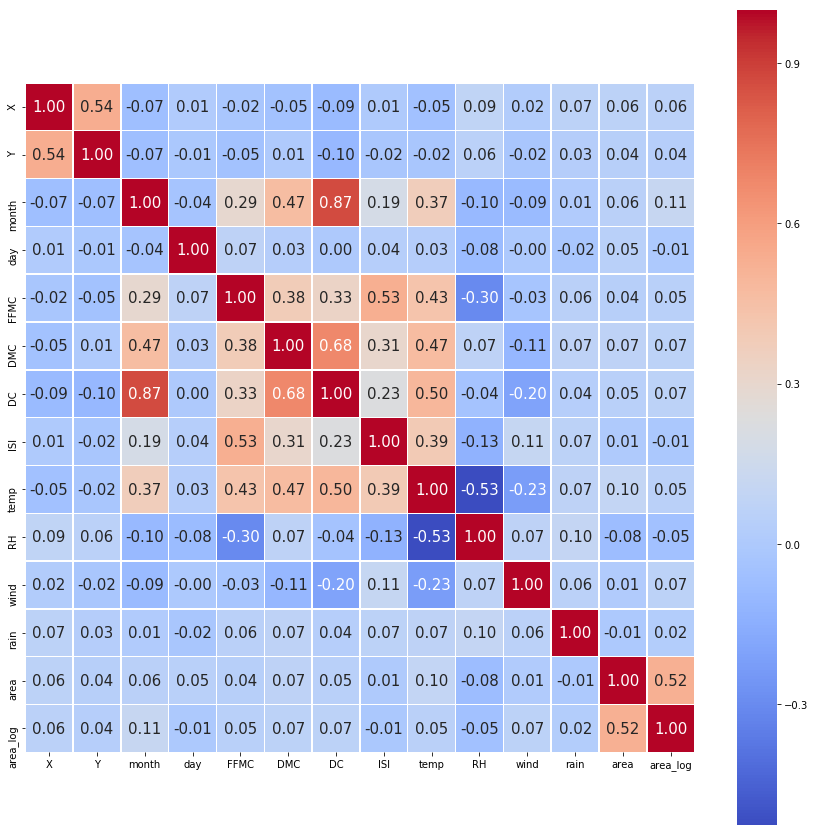 0.9
X 1.00 0.54 -0.07 0.01 -0.02 -0.05 -0.09 0.01 -0.05 0.09 0.02 0.07 0.06 0.06
Y 0.54 1.00 -0.07 -0.01 -0.05 0.01 -0.10 -0.02 -0.02 0.06 -0.02 0.03 0.04 0.04
month -0.07 -0.07 1.00 -0.04 0.29 0.47 0.87 0.19 0.37 -0.10 -0.09 0.01 0.06 0.11
0.6
day 0.01 -0.01 -0.04 1.00 0.07 0.03 0.00 0.04 0.03 -0.08 -0.00 -0.02 0.05 -0.01
FFMC -0.02 -0.05 0.29 0.07 1.00 0.38 0.33 0.53 0.43 -0.30 -0.03 0.06 0.04 0.05
DMC -0.05 0.01 0.47 0.03 0.38 1.00 0.68 0.31 0.47 0.07 -0.11 0.07 0.07 0.07
0.3
DC -0.09 -0.10 0.87 0.00 0.33 0.68 1.00 0.23 0.50 -0.04 -0.20 0.04 0.05 0.07
ISI 0.01 -0.02 0.19 0.04 0.53 0.31 0.23 1.00 0.39 -0.13 0.11 0.07 0.01 -0.01
temp -0.05 -0.02 0.37 0.03 0.43 0.47 0.50 0.39 1.00 -0.53 -0.23 0.07 0.10 0.05
RH 0.09 0.06 -0.10 -0.08 -0.30 0.07 -0.04 -0.13 -0.53 1.00 0.07 0.10 -0.08 -0.05
0.0
wind 0.02 -0.02 -0.09 -0.00 -0.03 -0.11 -0.20 0.11 -0.23 0.07 1.00 0.06 0.01 0.07
rain 0.07 0.03 0.01 -0.02 0.06 0.07 0.04 0.07 0.07 0.10 0.06 1.00 -0.01 0.02
area 0.06 0.04 0.06 0.05 0.04 0.07 0.05 0.01 0.10 -0.08 0.01 -0.01 1.00 0.52
−0.3
area_log 0.06 0.04 0.11 -0.01 0.05 0.07 0.07 -0.01 0.05 -0.05 0.07 0.02 0.52 1.00
X Y month day FFMC DMC DC ISI temp RH wind rain area area_log